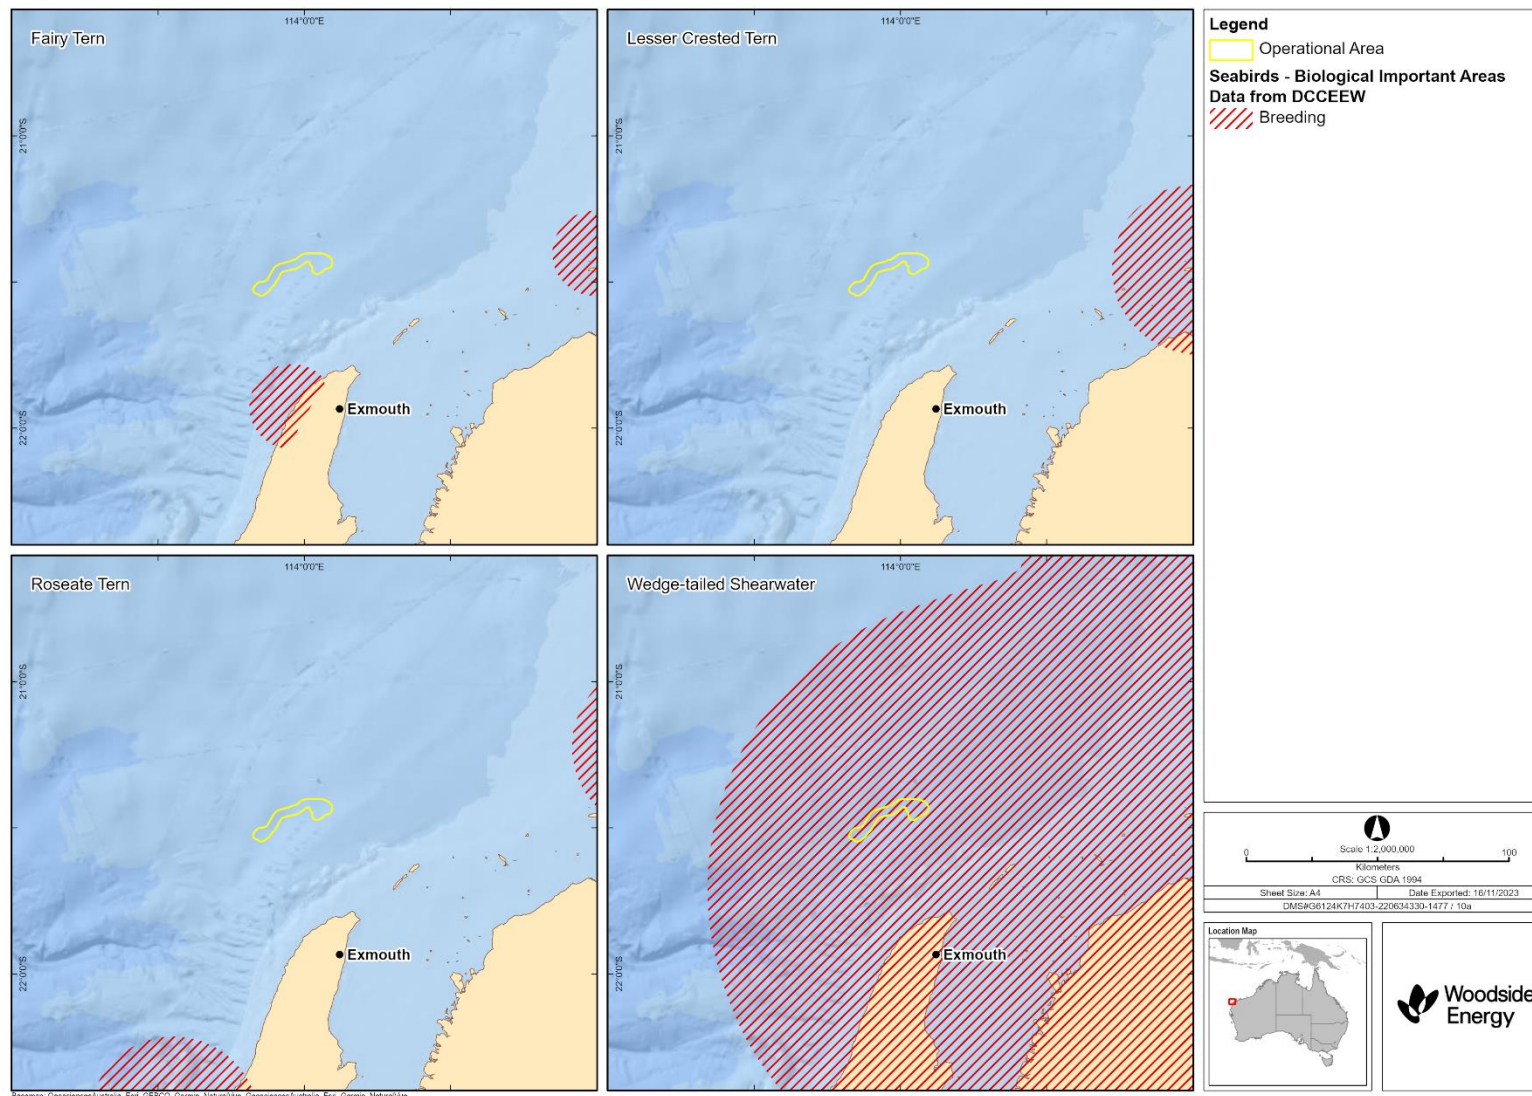 Fairy Tern
114°0'0"E
21°0'0"S
22°0'0"S
Exmouth
Lesser Crested Tern
114°0'0"E
21°0'0"S
22°0'0"S
Exmouth
Roseate Tern
114°0'0"E
21°0'0"S
22°0'0"S
Exmouth
Wedge-tailed Shearwater
114°0'0"E
21°0'0"S
22°0'0"S
Exmouth
Legend
Operational Area
Seabirds - Biological Important Areas
Data from DCCEEW
Breeding
Scale 1:2,000,000
0 100
Kilometers
CRS: GCS GDA 1994
Sheet Size: A4 Date Exported: 16/11/2023
DMS#G6124K7H7403-220634330-1477 / 10a
Location Map
Woodside
Energy